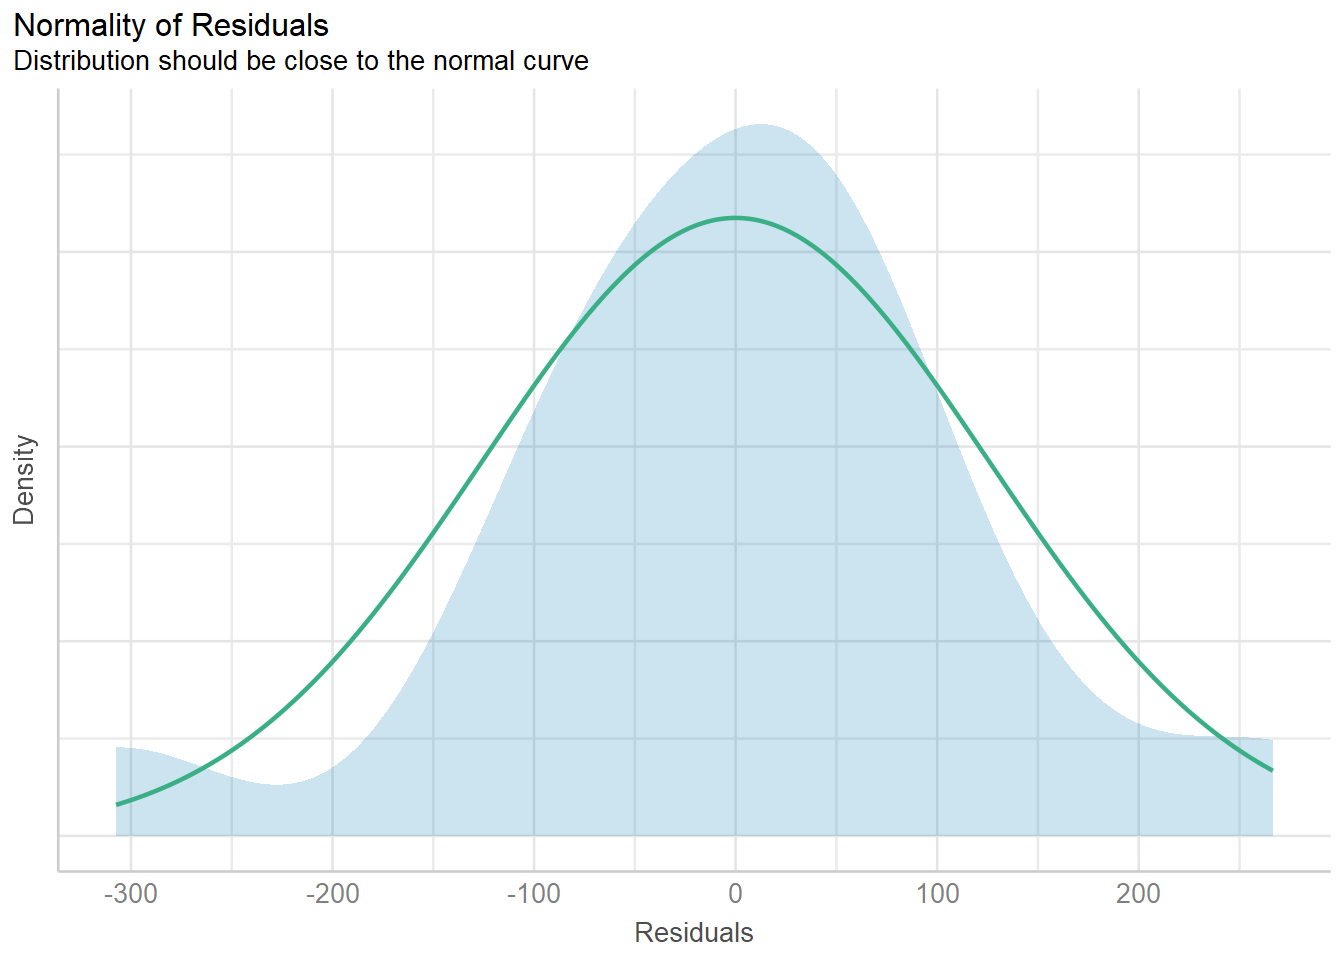 Normality of Residuals
Distribution should be close to the normal curve
Density
-300 -200 -100 0 100 200
Residuals